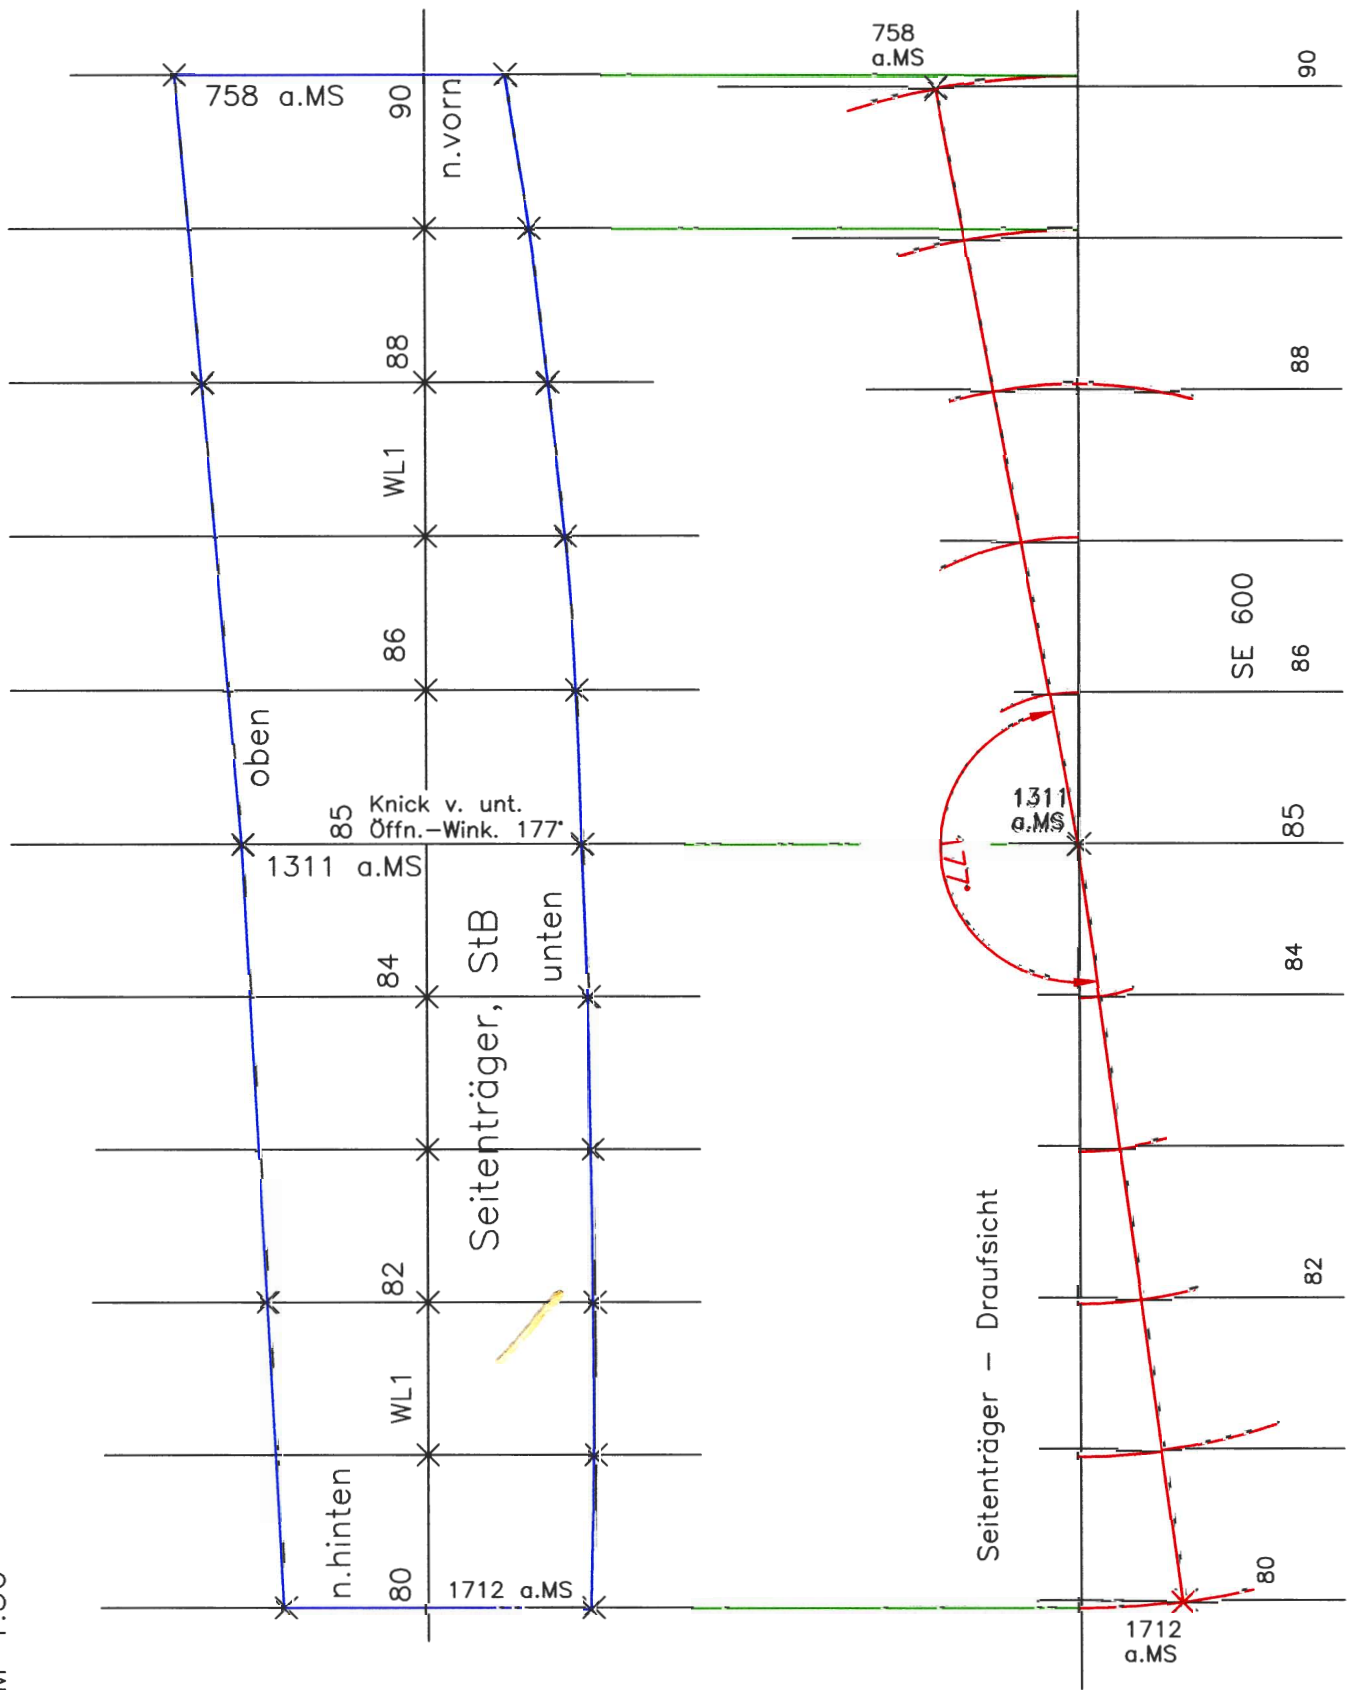 758
a.MS
90
758 a.MS
90
n.vorn
88
88
WL1
SE 600
86
86
oben
1311
a.MS
85
85
Knick v. unt.
Öffn.-Wink. 177°
1311 a.MS
177°
Seitenträger, StB
unten
84
84
82
82
Seitenträger – Draufsicht
WL1
n.hinten
80
1712 a.MS
80
1712
a.MS